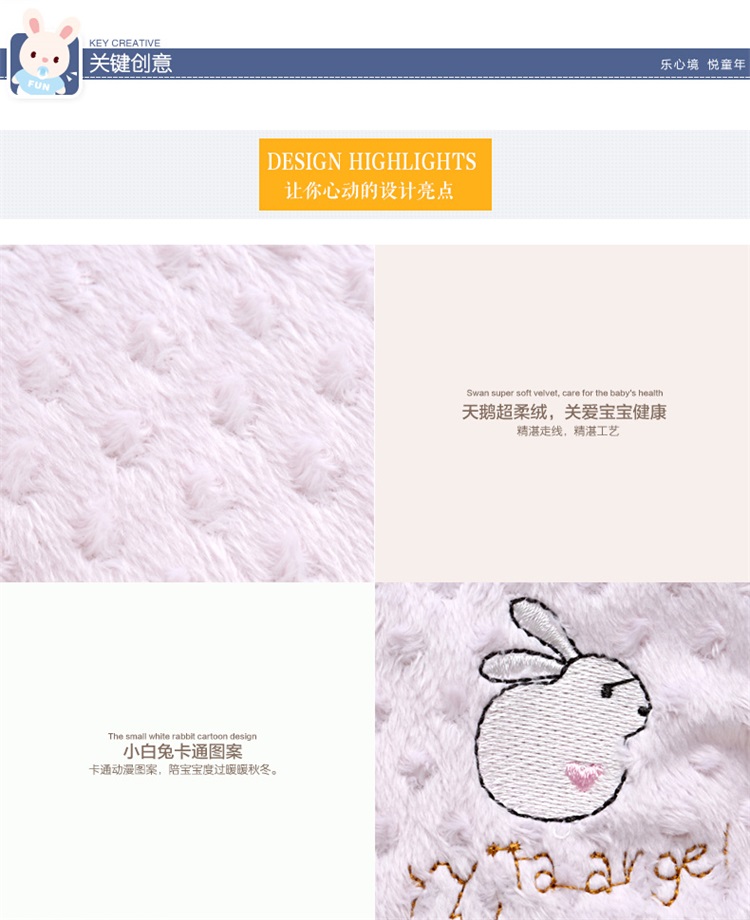 KEY CREATIVE
关键创意
乐心境 悦童年
FUN
DESIGN HIGHLIGHTS
让你心动的设计亮点
Swan super soft velvet, care for the baby's health
天鹅超柔绒，关爱宝宝健康
精湛走线，精湛工艺
The small white rabbit cartoon design
小白兔卡通图案
卡通动漫图案，陪宝宝度过暖暖秋冬。